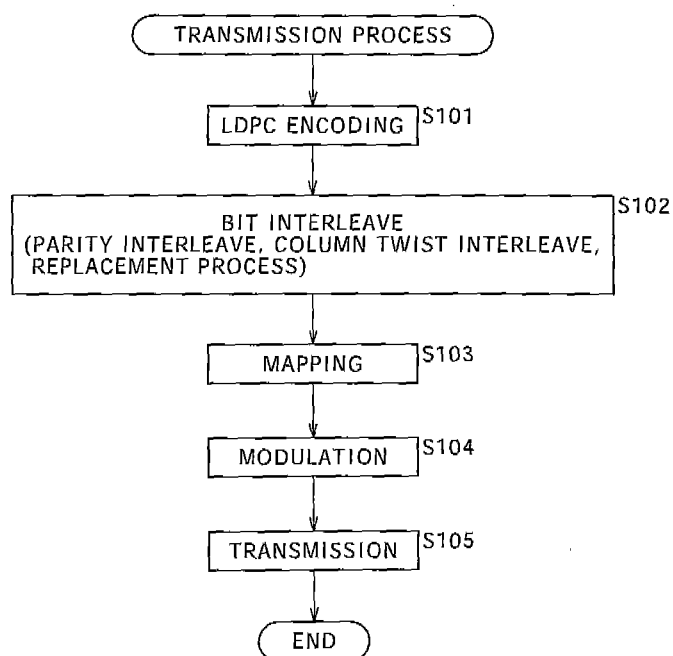 TRANSMISSION PROCESS
LDPC ENCODING
S101
BIT INTERLEAVE
(PARITY INTERLEAVE, COLUMN TWIST INTERLEAVE,
REPLACEMENT PROCESS)
S102
MAPPING
S103
MODULATION
S104
TRANSMISSION
S105
END